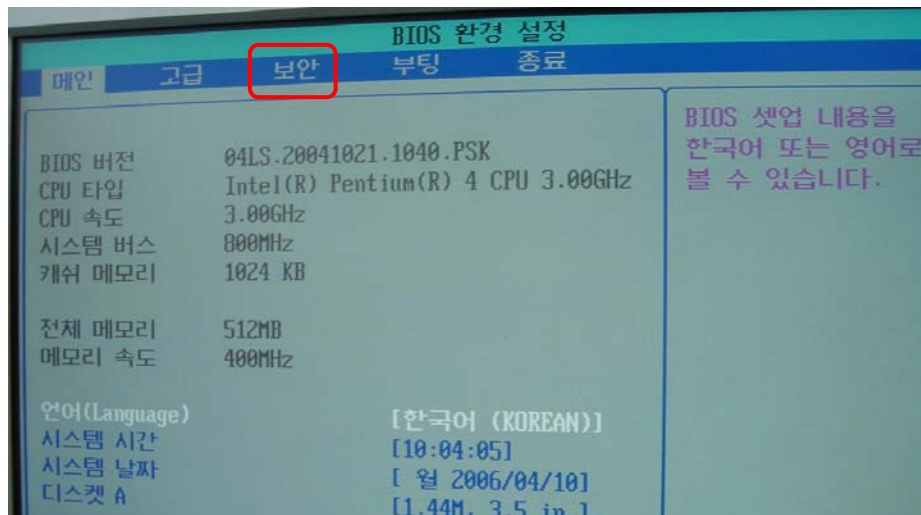 BIOS 환경 설정
메인 고급 보안 부팅 종료
BIOS 버전 04LS.20041021.1040.PSK
CPU 타입 Intel(R) Pentium(R) 4 CPU 3.00GHz
CPU 속도 3.00GHz
시스템 버스 800MHz
캐쉬 메모리 1024 KB
전체 메모리 512MB
메모리 속도 400MHz
언어(Language) [한국어 (KOREAN)]
시스템 시간 [10:04:05]
시스템 날짜 [ 월 2006/04/10]
디스켓 A [1.44M, 3.5 in ]
BIOS 셋업 내용을
한국어 또는 영어로
볼 수 있습니다.